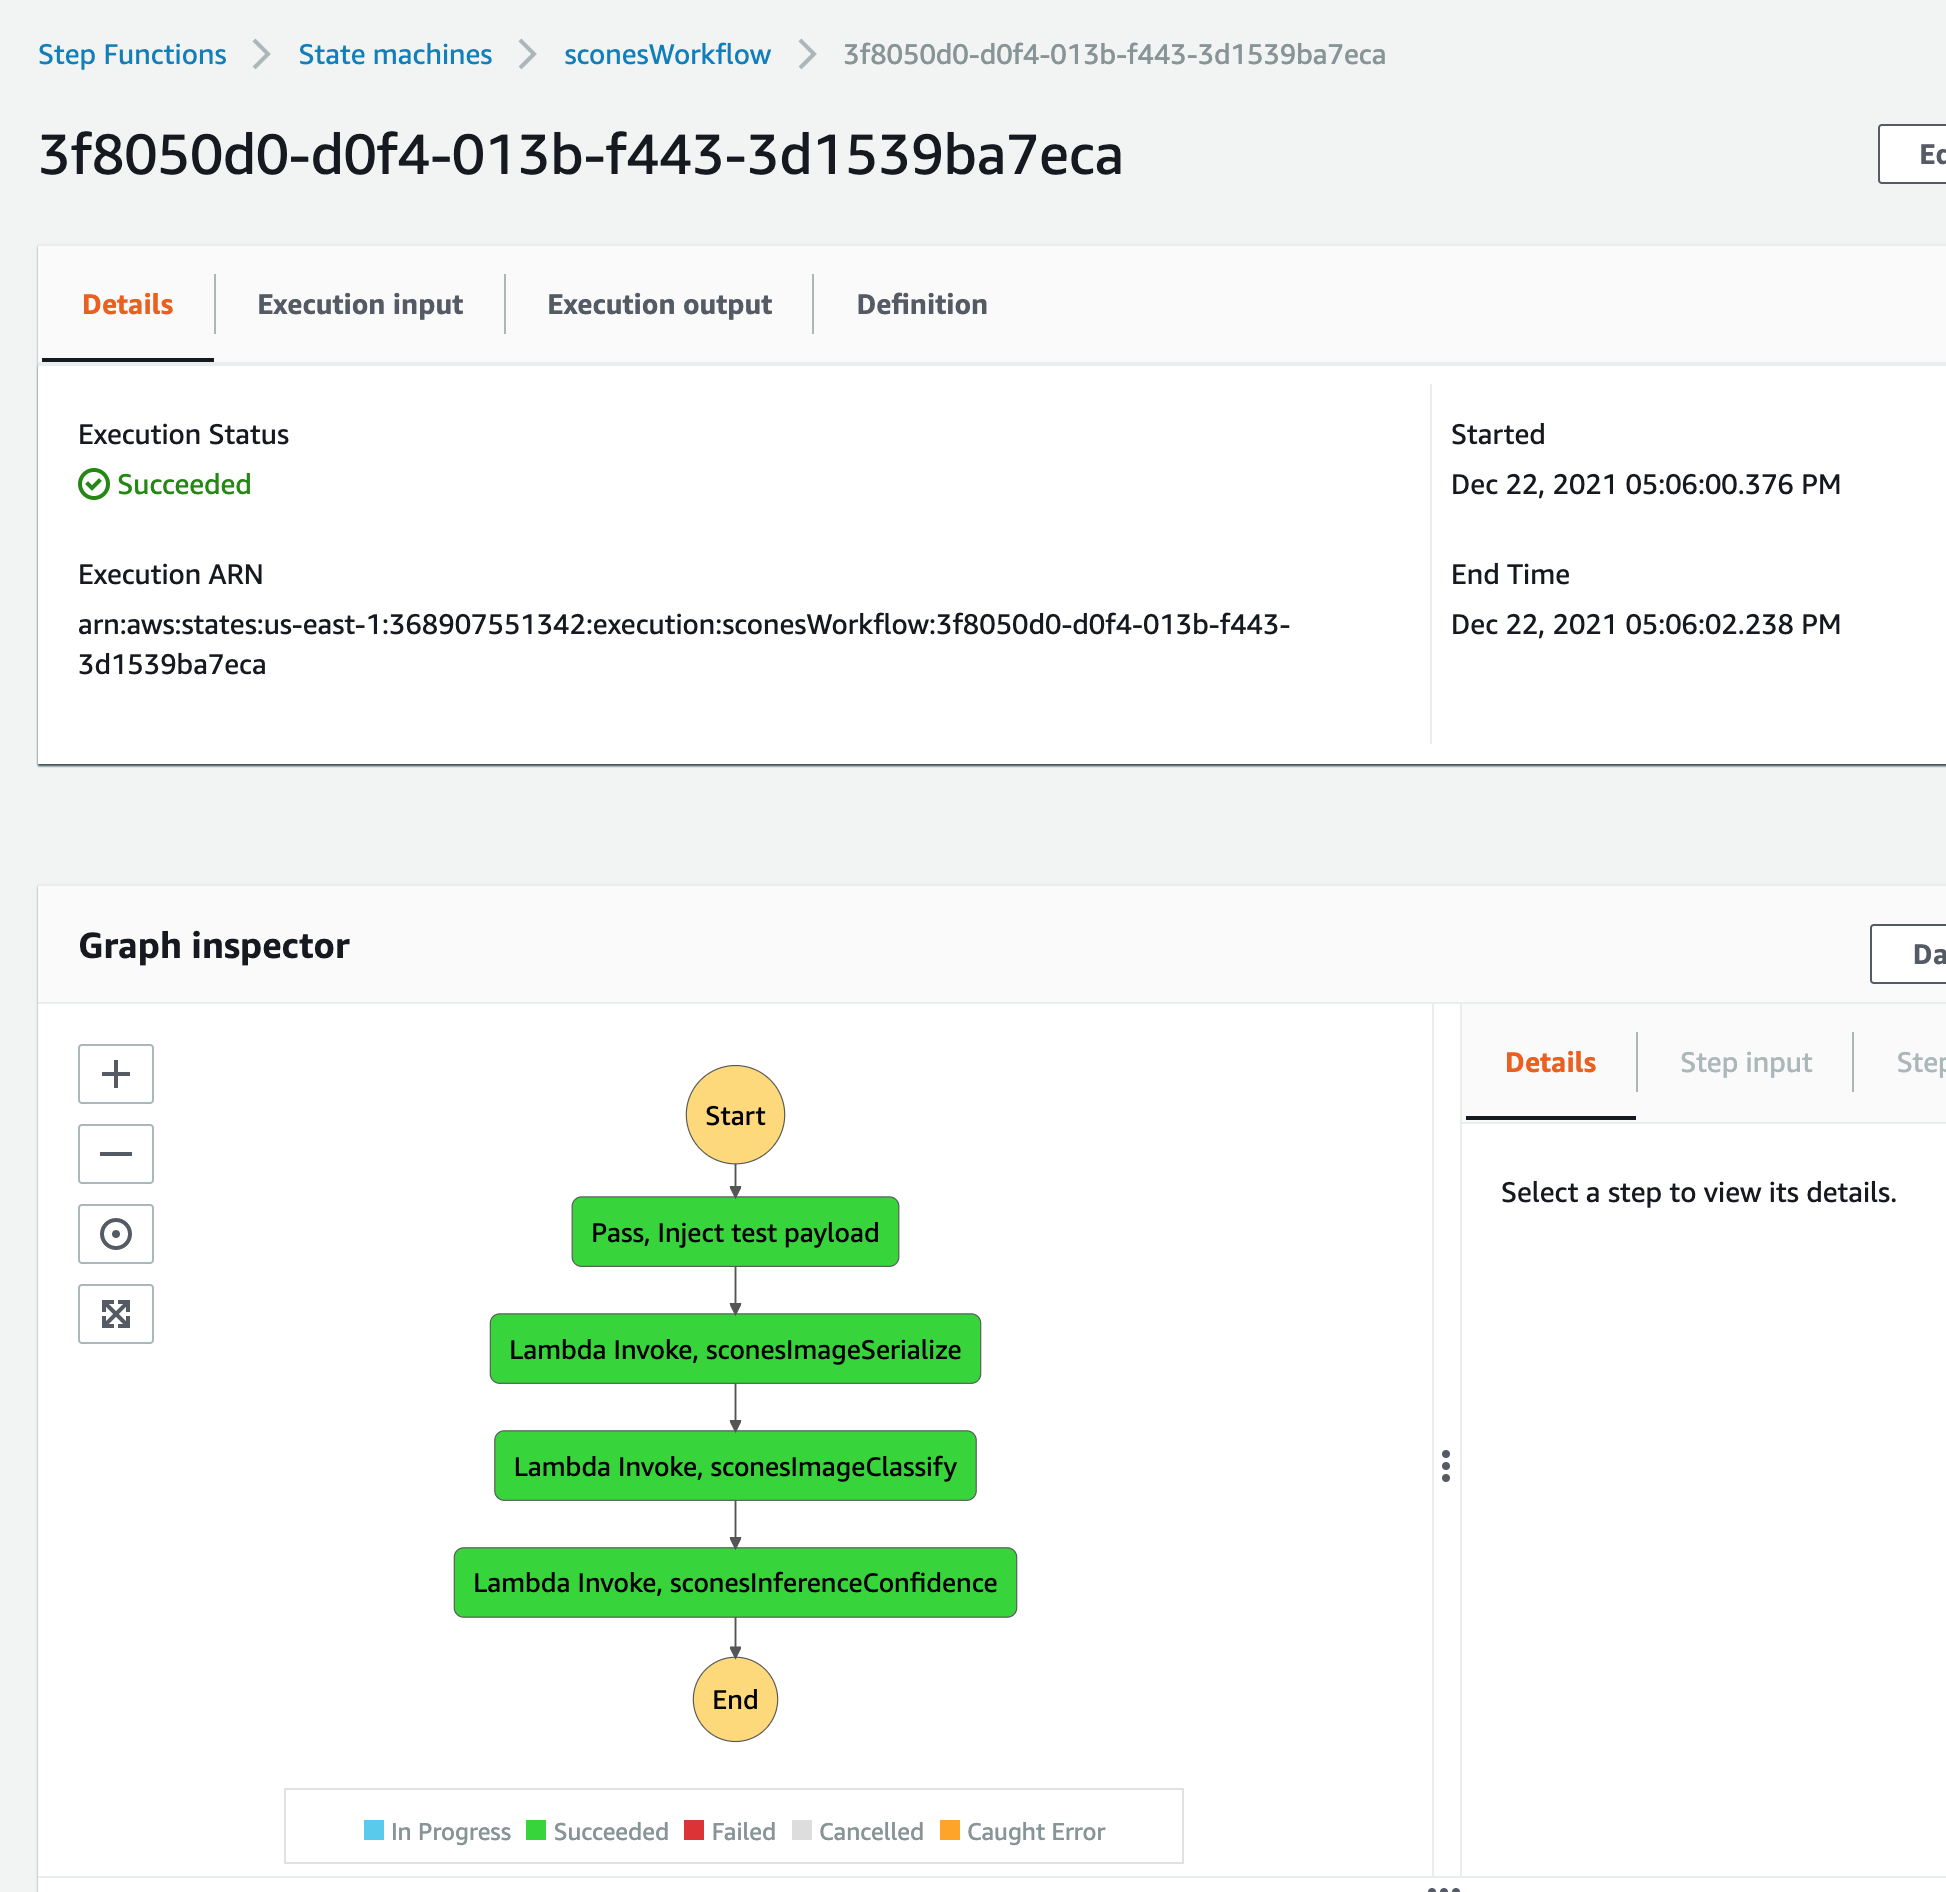 Step Functions > State machines > sconesWorkflow > 3f8050d0-d0f4-013b-f443-3d1539ba7eca
3f8050d0-d0f4-013b-f443-3d1539ba7eca
Details
Execution input
Execution output
Definition
Execution Status
Succeeded
Execution ARN
arn:aws:states:us-east-1:368907551342:execution:sconesWorkflow:3f8050d0-d0f4-013b-f443-
3d1539ba7eca
Started
Dec 22, 2021 05:06:00.376 PM
End Time
Dec 22, 2021 05:06:02.238 PM
Graph inspector
Start
Pass, Inject test payload
Lambda Invoke, sconesImageSerialize
Lambda Invoke, sconesImageClassify
Lambda Invoke, sconesInferenceConfidence
End
In Progress Succeeded Failed Cancelled Caught Error
Details
Step input
Step
Select a step to view its details.